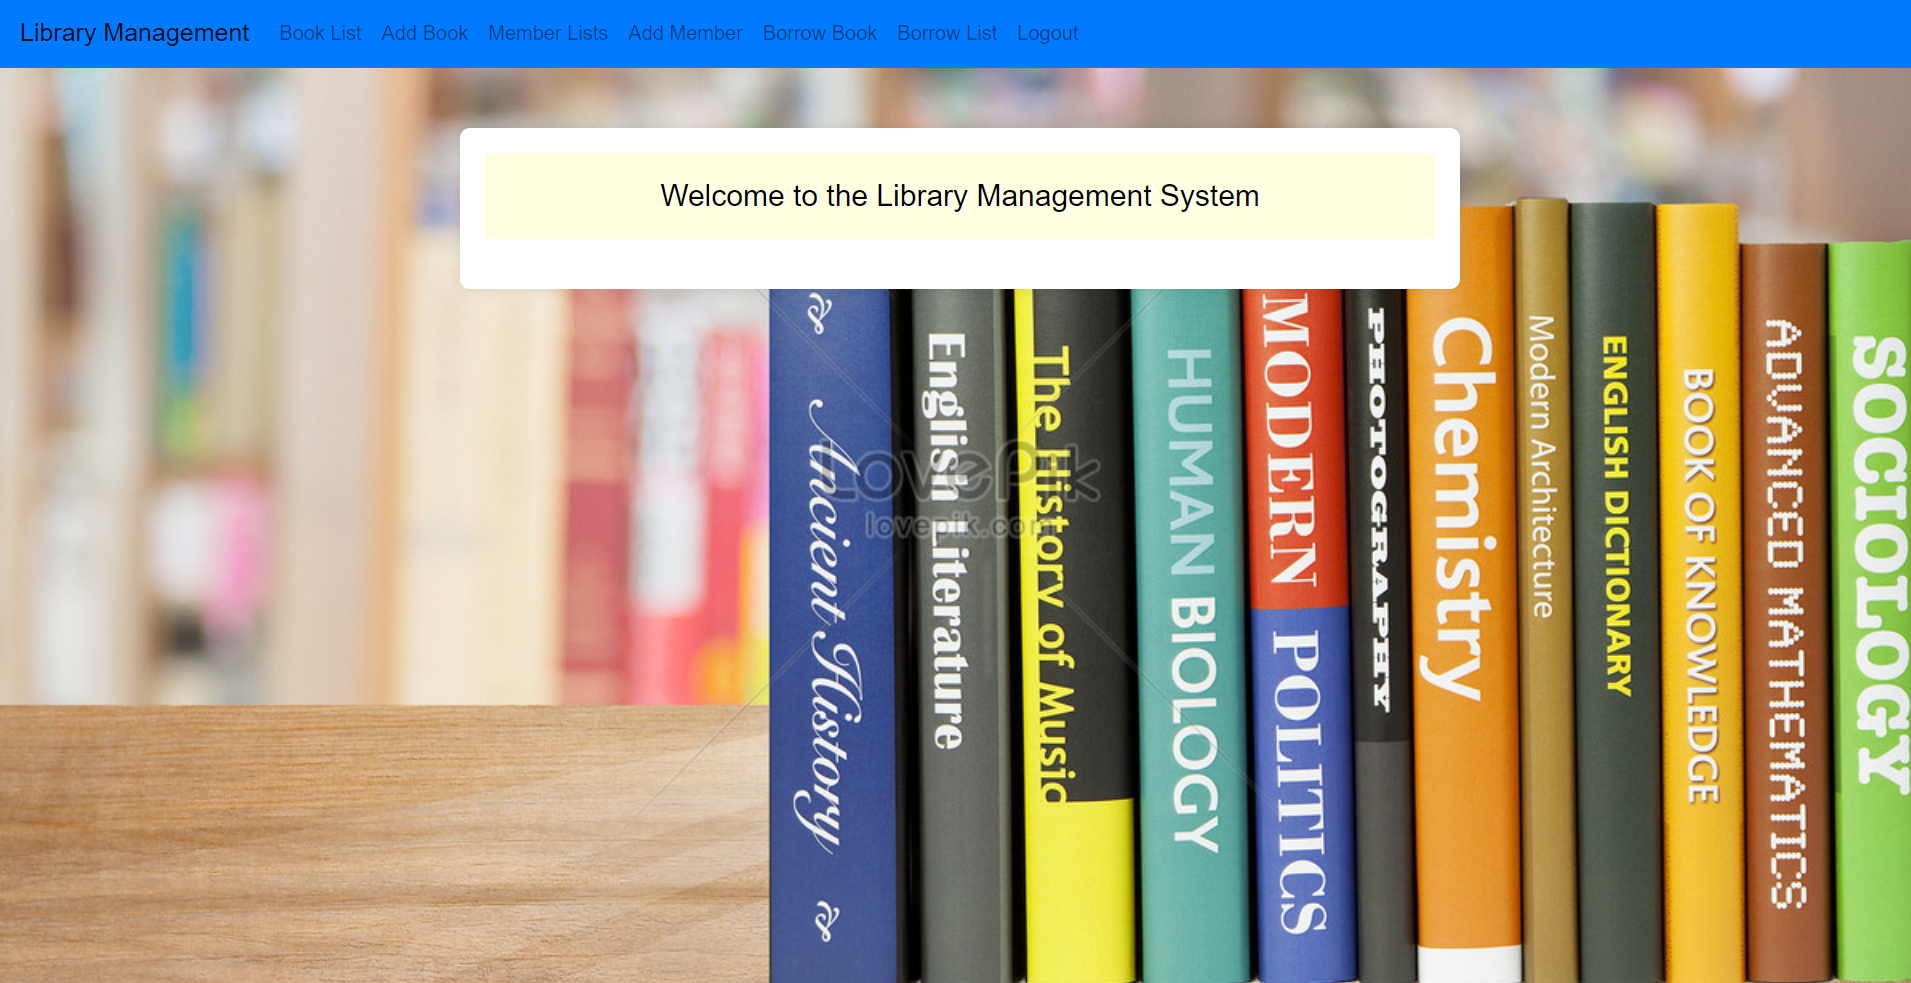 Library Management
Book List
Add Book
Member Lists
Add Member
Borrow Book
Borrow List
Logout
Welcome to the Library Management System
Ancient History
English Literature
The History of Music
HUMAN BIOLOGY
MODERN POLITICS
PHOTOGRAPHY
Chemistry
Modern Architecture
ENGLISH DICTIONARY
BOOK OF KNOWLEDGE
ADVANCED MATHEMATICS
SOCIOLOGY
LovePik
lovepik.com